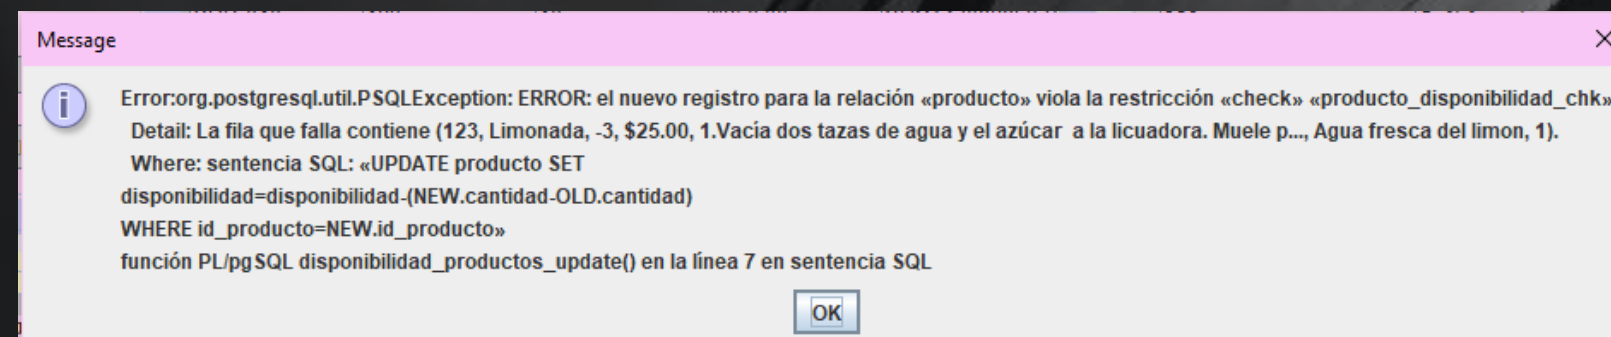 Message
Error:org.postgresql.util.PSQLException: ERROR: el nuevo registro para la relación «producto» viola la restricción «check» «producto_disponibilidad_chk»
Detail: La fila que falla contiene (123, Limonada, -3, $25.00, 1.Vacía dos tazas de agua y el azúcar  a la licuadora. Muele p..., Agua fresca del limon, 1).
Where: sentencia SQL: «UPDATE producto SET
disponibilidad=disponibilidad-(NEW.cantidad-OLD.cantidad)
WHERE id_producto=NEW.id_producto»
función PL/pgSQL disponibilidad_productos_update() en la línea 7 en sentencia SQL
OK